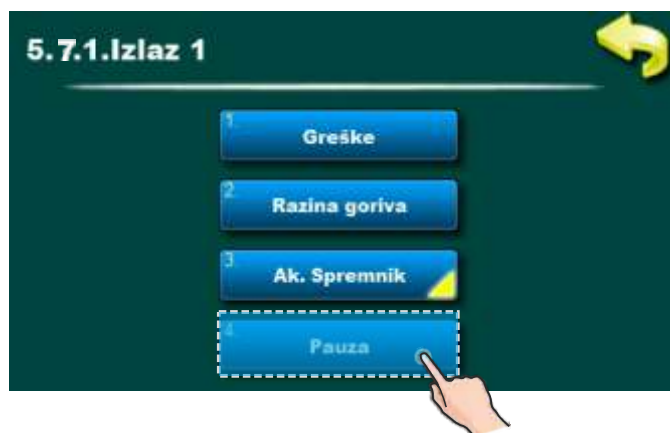 5.7.1.Izlaz 1
1.
Greške
2
Razina goriva
3
Ak. Spremnik
4.
Pauza